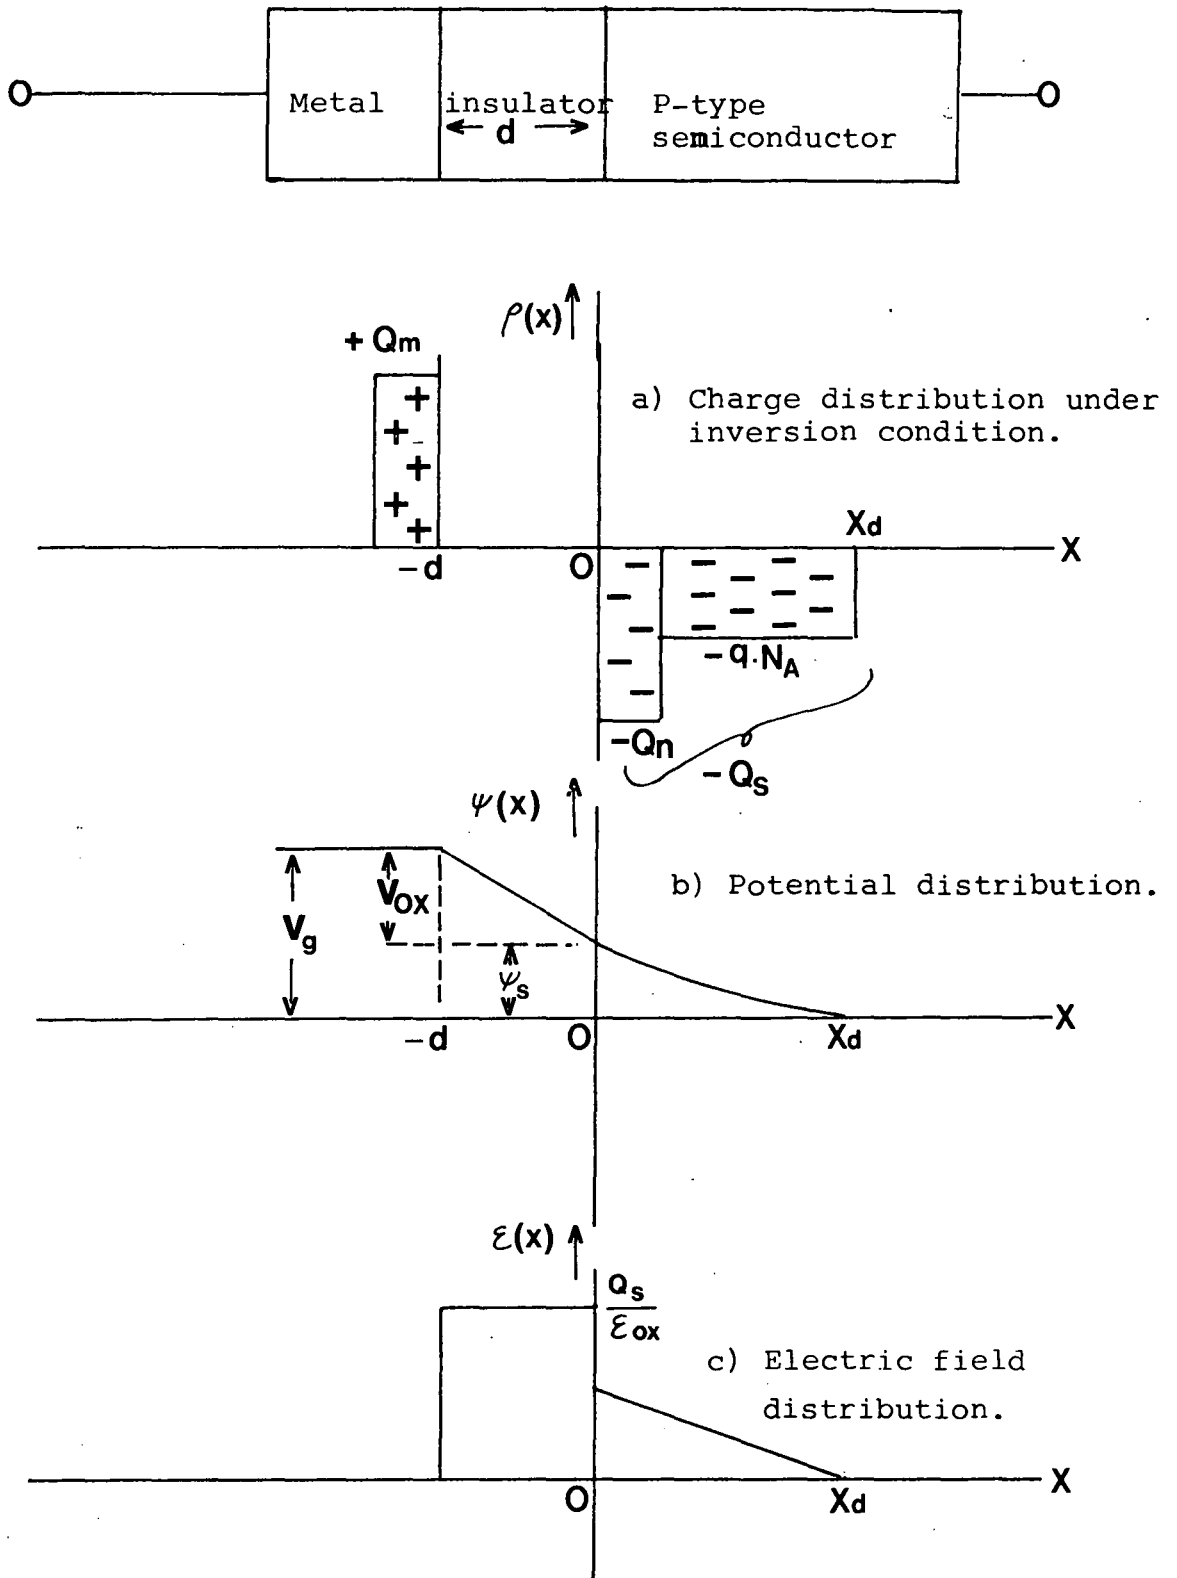 O O
Metal insulator P-type
d semiconductor
ρ(x)
+ Qm
a) Charge distribution under
inversion condition.
Xd
-d O X
-q·NA
-Qn
-Qs
ψ(x)
b) Potential distribution.
Vox
Vg
ψs
-d O Xd X
ε(x)
Qs
εox
c) Electric field
distribution.
O Xd X